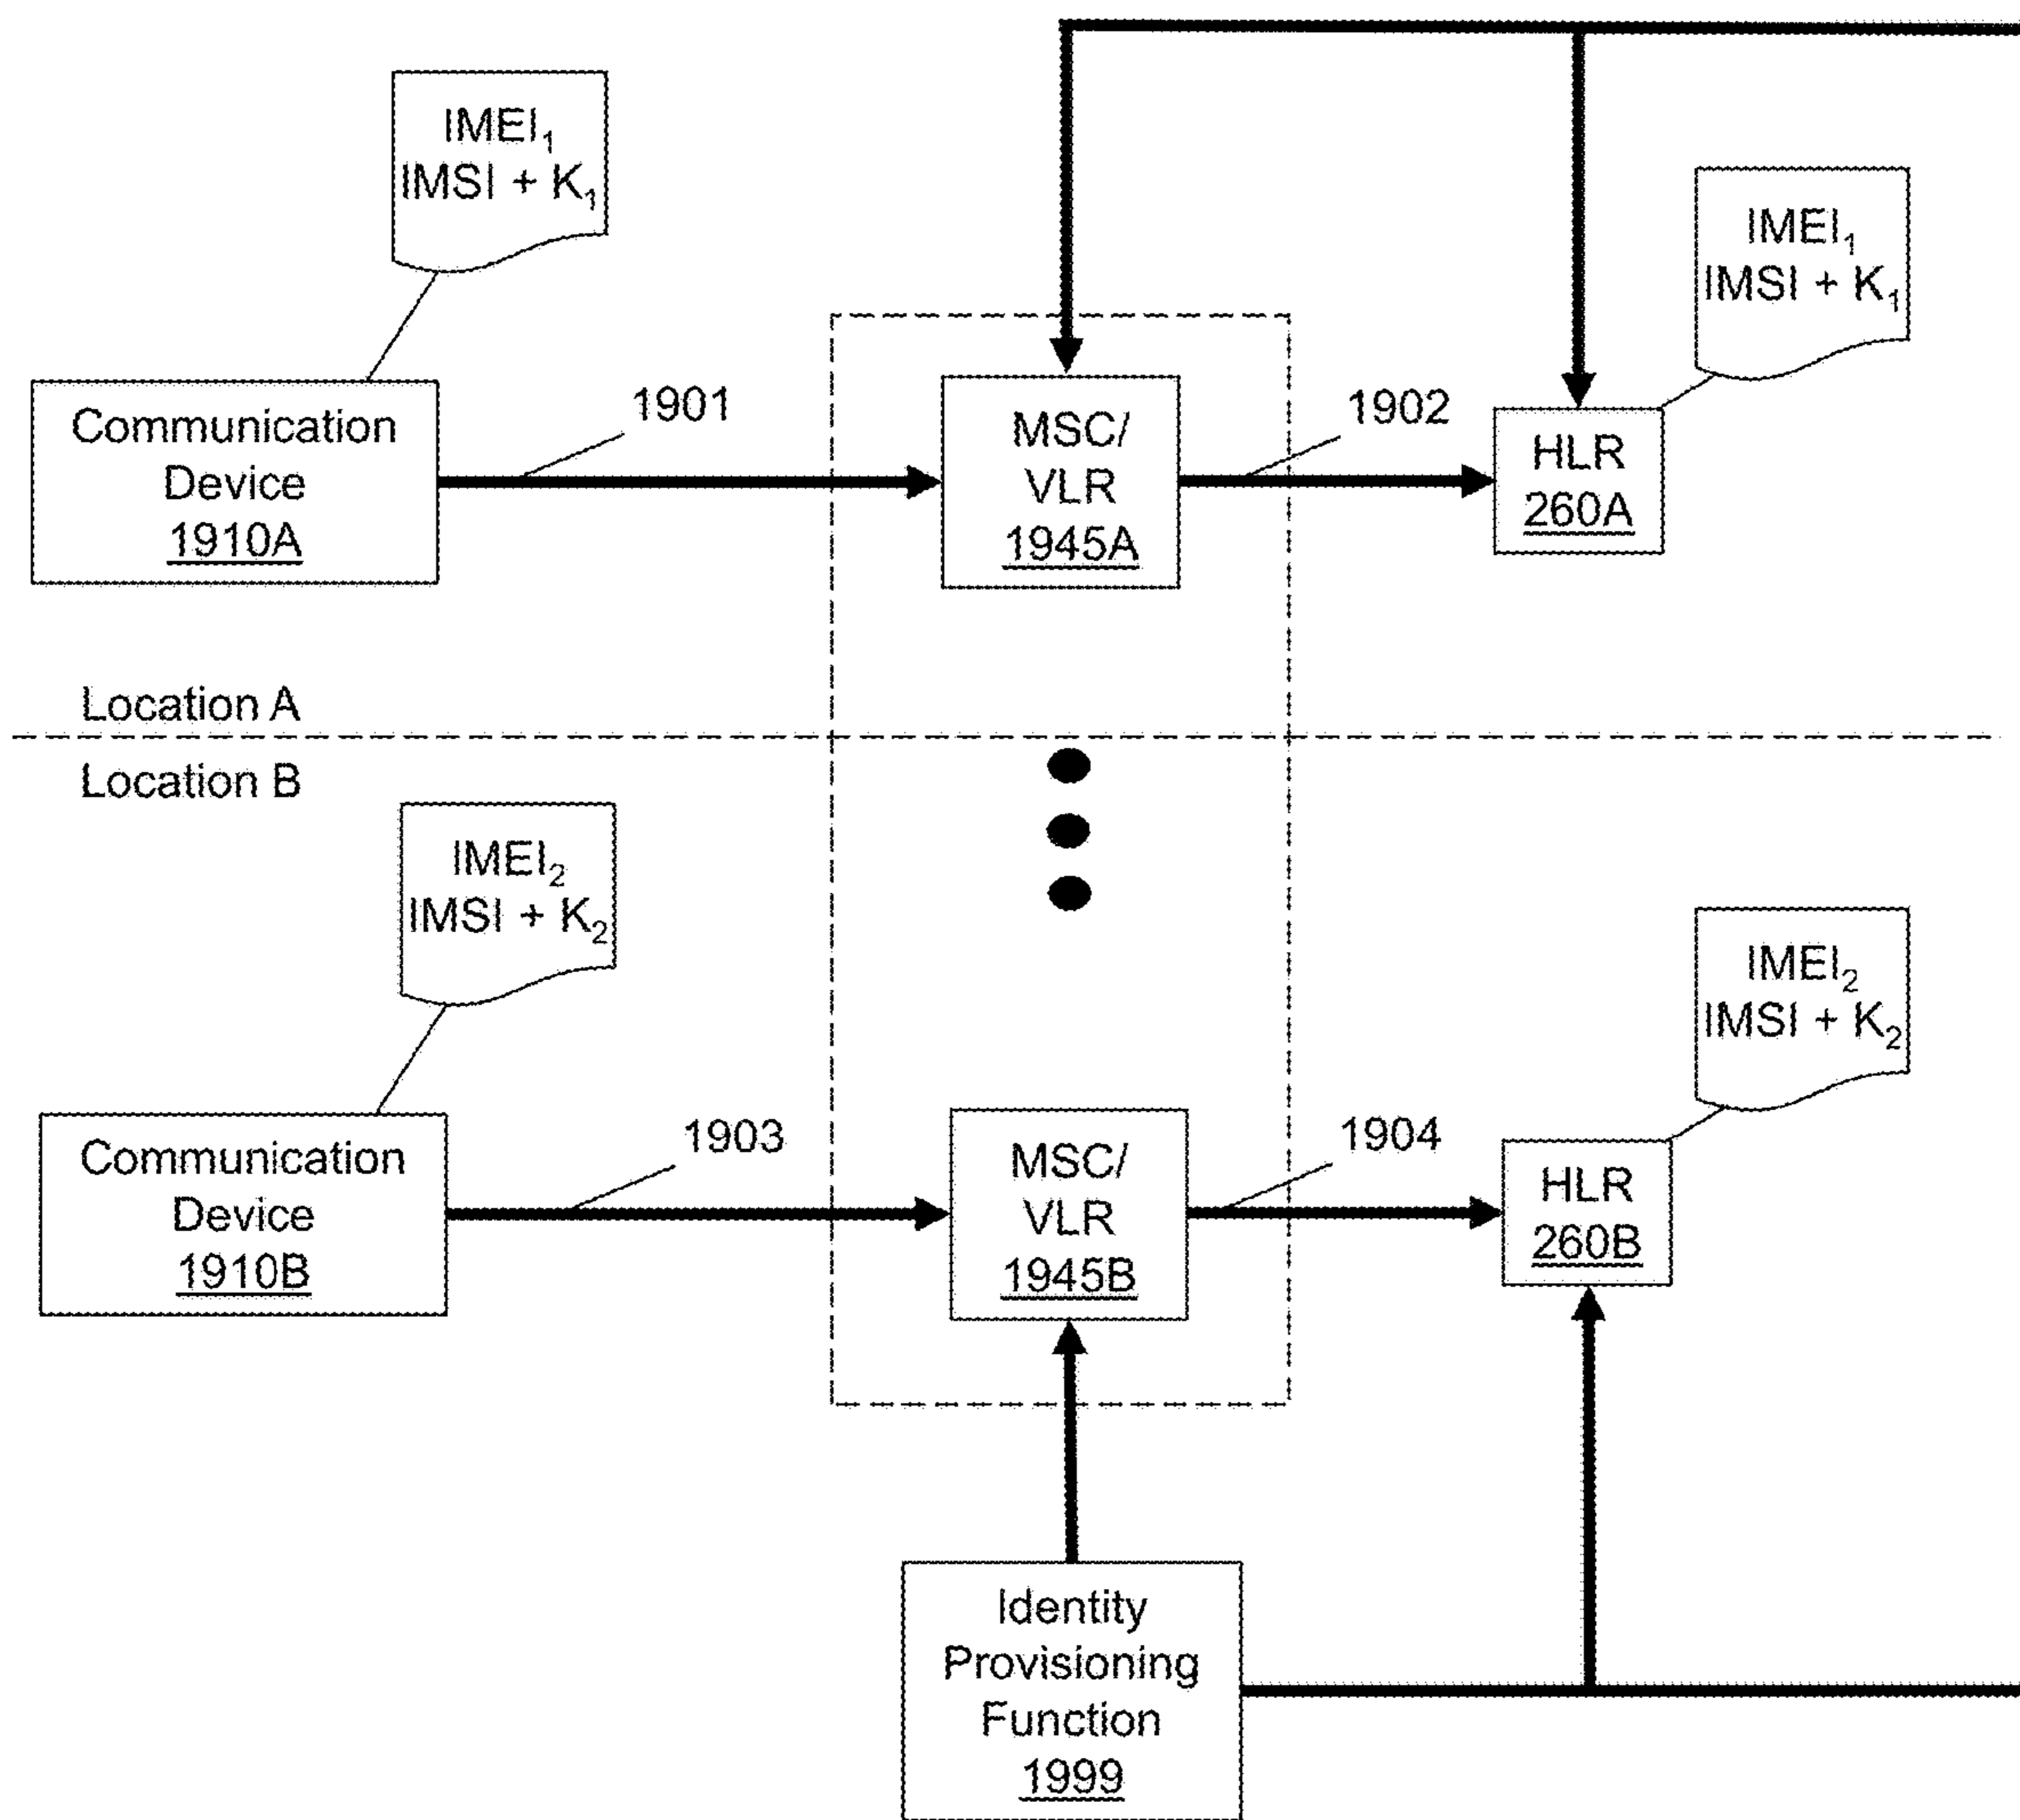 IMEI₁
IMSI + K₁
IMEI₁
IMSI + K₁
Communication
Device
1910A
1901
MSC/
VLR
1945A
1902
HLR
260A
Location A
Location B
IMEI₂
IMSI + K₂
IMEI₂
IMSI + K₂
Communication
Device
1910B
1903
MSC/
VLR
1945B
1904
HLR
260B
Identity
Provisioning
Function
1999